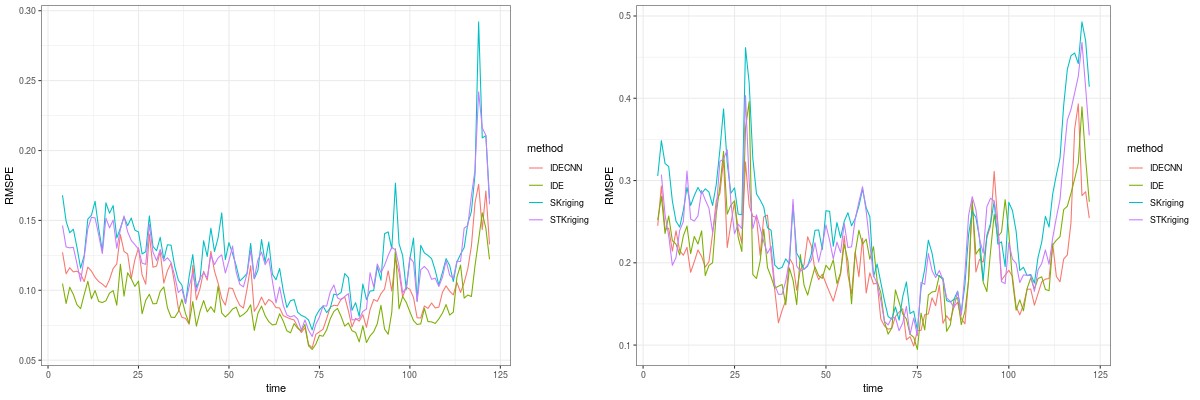 0.30
0.25
0.20
0.15
0.10
0.05
RMSPE
0 25 50 75 100 125
time
method
IDECNN
IDE
SKriging
STKriging
0.5
0.4
0.3
0.2
0.1
RMSPE
0 25 50 75 100 125
time
method
IDECNN
IDE
SKriging
STKriging